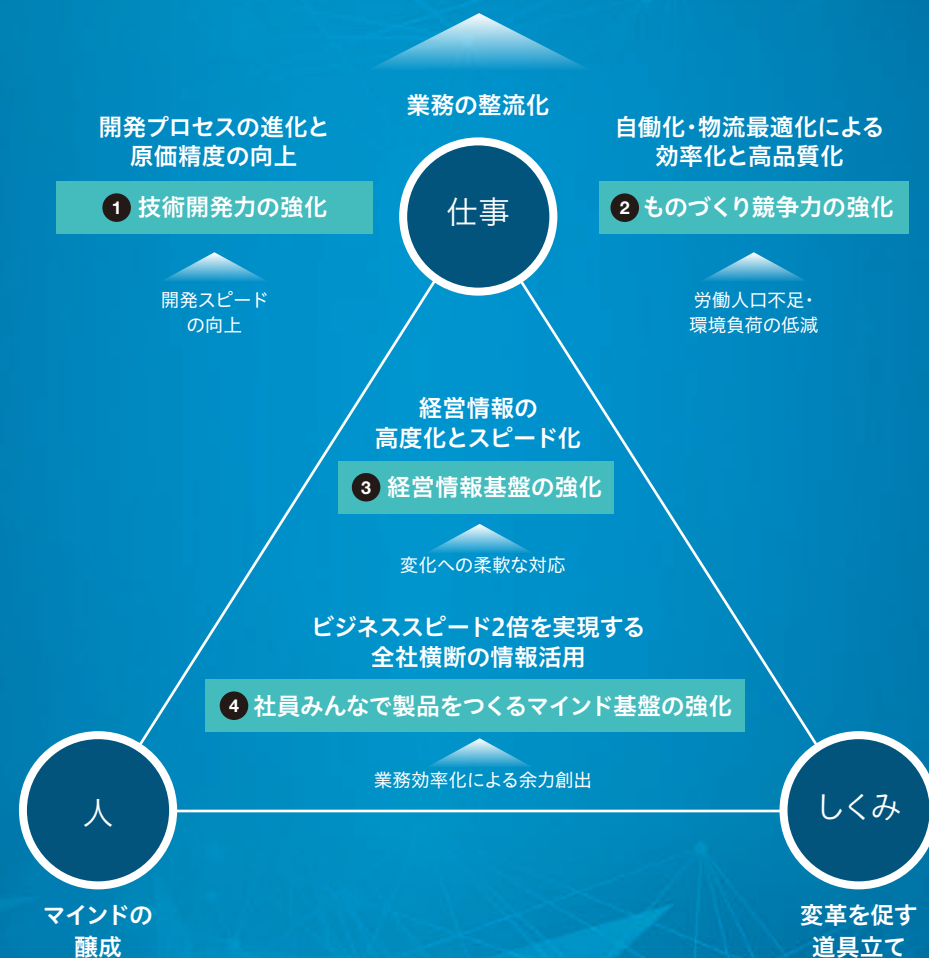 業務の整流化
仕事
開発プロセスの進化と
原価精度の向上
1 技術開発力の強化
開発スピード
の向上
自働化・物流最適化による
効率化と高品質化
2 ものづくり競争力の強化
労働人口不足・
環境負荷の低減
経営情報の
高度化とスピード化
3 経営情報基盤の強化
変化への柔軟な対応
ビジネススピード2倍を実現する
全社横断の情報活用
4 社員みんなで製品をつくるマインド基盤の強化
業務効率化による余力創出
人
マインドの
醸成
しくみ
変革を促す
道具立て